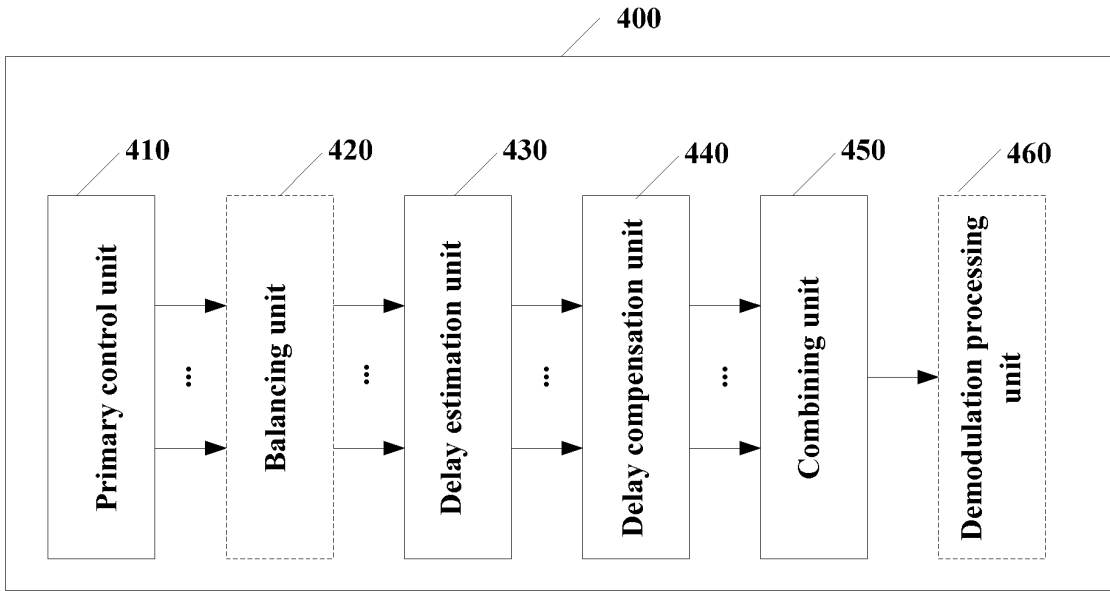 400
410
420
430
440
450
460
Primary control unit
...
Balancing unit
...
Delay estimation unit
...
Delay compensation unit
...
Combining unit
Demodulation processing
unit